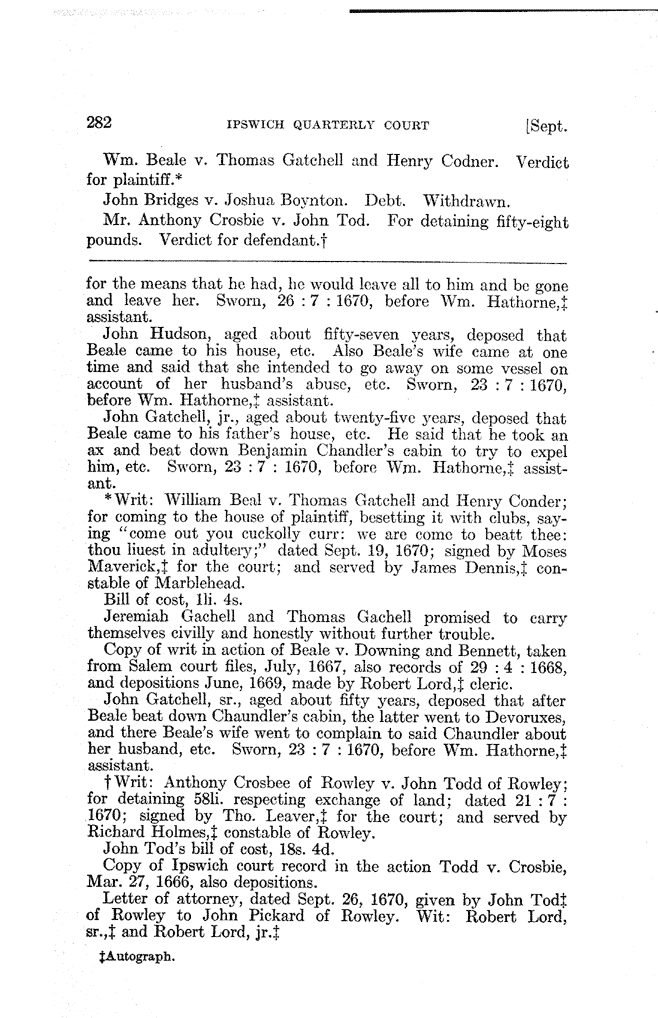 282 IPSWICH QUARTERLY COURT [Sept.
Wm. Beale v. Thomas Gatchell and Henry Codner. Verdict
for plaintiff.*
John Bridges v. Joshua Boynton. Debt. Withdrawn.
Mr. Anthony Crosbie v. John Tod. For detaining fifty-eight
pounds. Verdict for defendant.†
for the means that he had, he would leave all to him and be gone
and leave her. Sworn, 26 : 7 : 1670, before Wm. Hathorne,‡
assistant.
John Hudson, aged about fifty-seven years, deposed that
Beale came to his house, etc. Also Beale's wife came at one
time and said that she intended to go away on some vessel on
account of her husband's abuse, etc. Sworn, 23 : 7 : 1670,
before Wm. Hathorne,‡ assistant.
John Gatchell, jr., aged about twenty-five years, deposed that
Beale came to his father's house, etc. He said that he took an
ax and beat down Benjamin Chandler's cabin to try to expel
him, etc. Sworn, 23 : 7 : 1670, before Wm. Hathorne,‡ assist-
ant.
*Writ: William Beal v. Thomas Gatchell and Henry Conder;
for coming to the house of plaintiff, besetting it with clubs, say-
ing "come out you cuckolly curr: we are come to beatt thee:
thou liuest in adultery;" dated Sept. 19, 1670; signed by Moses
Maverick,‡ for the court; and served by James Dennis,‡ con-
stable of Marblehead.
Bill of cost, 1li. 4s.
Jeremiah Gachell and Thomas Gachell promised to carry
themselves civilly and honestly without further trouble.
Copy of writ in action of Beale v. Downing and Bennett, taken
from Salem court files, July, 1667, also records of 29 : 4 : 1668,
and depositions June, 1669, made by Robert Lord,‡ cleric.
John Gatchell, sr., aged about fifty years, deposed that after
Beale beat down Chaundler's cabin, the latter went to Devoruxes,
and there Beale's wife went to complain to said Chaundler about
her husband, etc. Sworn, 23 : 7 : 1670, before Wm. Hathorne,‡
assistant.
†Writ: Anthony Crosbee of Rowley v. John Todd of Rowley;
for detaining 58li. respecting exchange of land; dated 21 : 7 :
1670; signed by Tho. Leaver,‡ for the court; and served by
Richard Holmes,‡ constable of Rowley.
John Tod's bill of cost, 18s. 4d.
Copy of Ipswich court record in the action Todd v. Crosbie,
Mar. 27, 1666, also depositions.
Letter of attorney, dated Sept. 26, 1670, given by John Tod‡
of Rowley to John Pickard of Rowley. Wit: Robert Lord,
sr.,‡ and Robert Lord, jr.‡
‡Autograph.